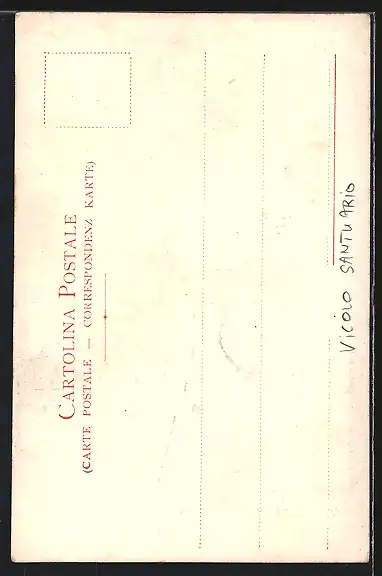 CARTOLINA POSTALE
(CARTE POSTALE – CORRESPONDENZ KARTE)
VICOLO SANTUARIO